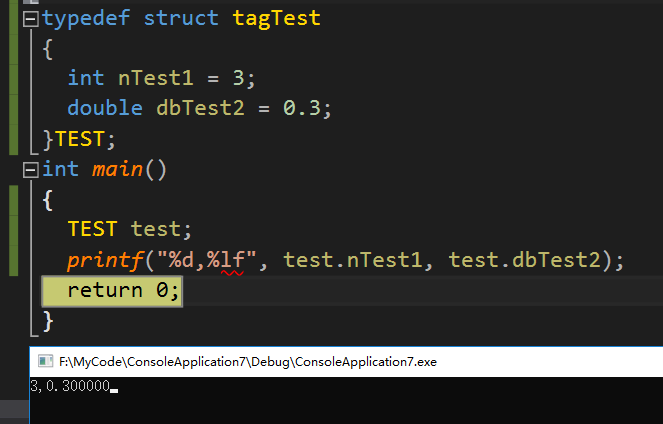 typedef struct tagTest
{
int nTest1 = 3;
double dbTest2 = 0.3;
}TEST;
int main()
{
TEST test;
printf("%d,%lf", test.nTest1, test.dbTest2);
return 0;
}
F:\MyCode\ConsoleApplication7\Debug\ConsoleApplication7.exe
3,0.300000